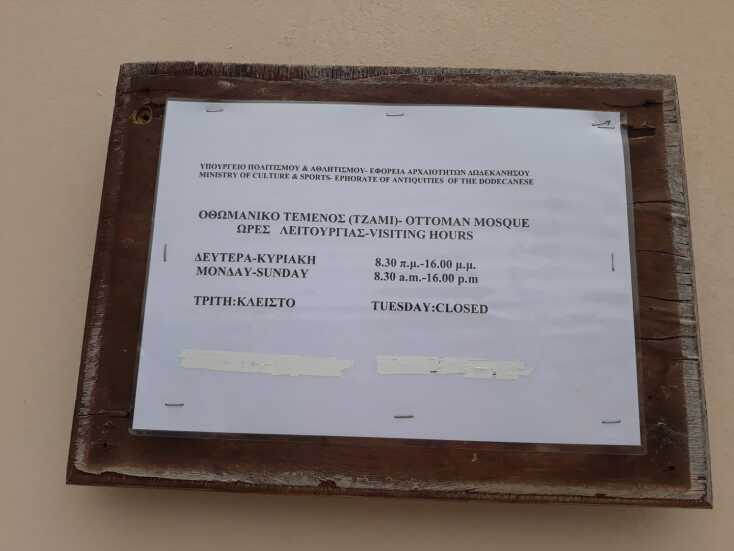 ΥΠΟΥΡΓΕΙΟ ΠΟΛΙΤΙΣΜΟΥ & ΑΘΛΗΤΙΣΜΟΥ- ΕΦΟΡΕΙΑ ΑΡΧΑΙΟΤΗΤΩΝ ΔΩΔΕΚΑΝΗΣΟΥ
MINISTRY OF CULTURE & SPORTS- EPHORATE OF ANTIQUITIES OF THE DODECANESE
ΟΘΩΜΑΝΙΚΟ ΤΕΜΕΝΟΣ (ΤΖΑΜΙ)- OTTOMAN MOSQUE
ΩΡΕΣ ΛΕΙΤΟΥΡΓΙΑΣ-VISITING HOURS
ΔΕΥΤΕΡΑ-ΚΥΡΙΑΚΗ 8.30 π.μ.-16.00 μ.μ.
MONDAY-SUNDAY 8.30 a.m.-16.00 p.m
ΤΡΙΤΗ:ΚΛΕΙΣΤΟ TUESDAY:CLOSED